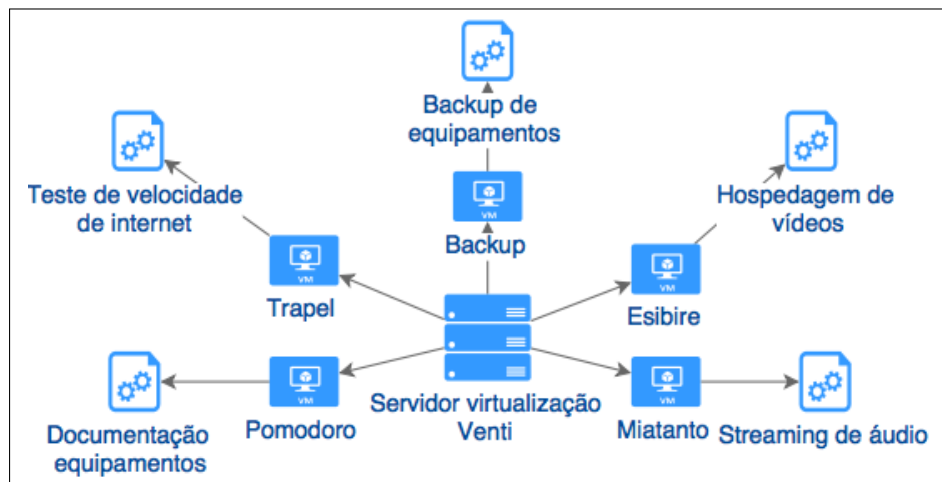 Backup de
equipamentos
Teste de velocidade
de internet
Hospedagem de
vídeos
VM
Backup
VM
Trapel
VM
Esibire
VM
Pomodoro
Servidor virtualização
Venti
VM
Miatanto
Documentação
equipamentos
Streaming de áudio